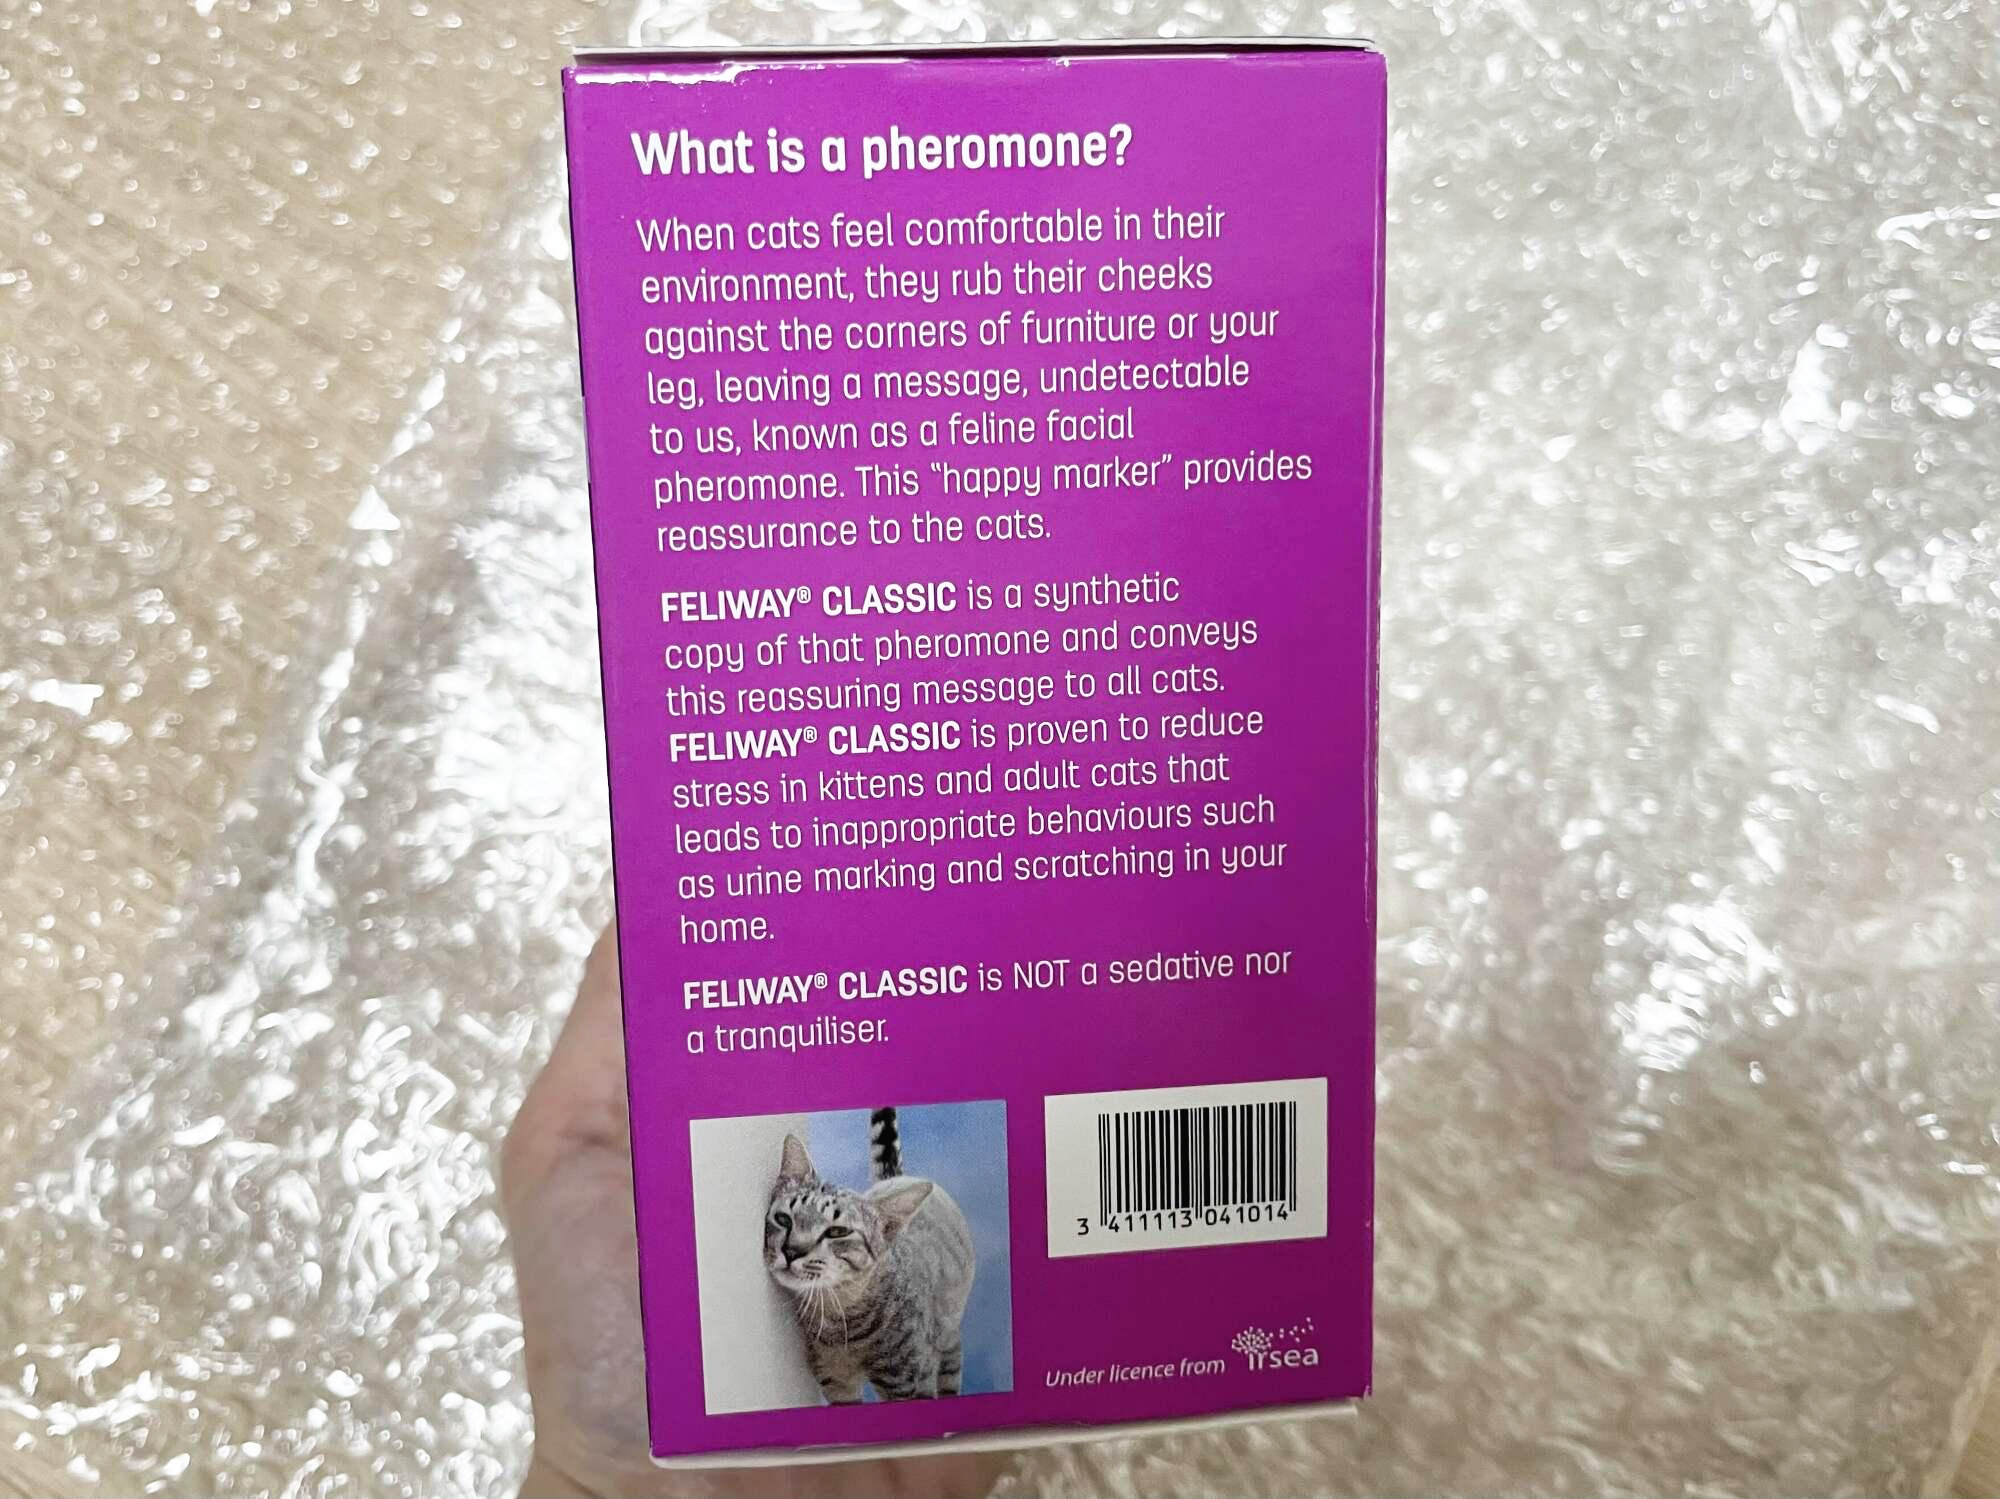 What is a pheromone?
When cats feel comfortable in their
environment, they rub their cheeks
against the corners of furniture or your
leg, leaving a message, undetectable
to us, known as a feline facial
pheromone. This “happy marker” provides
reassurance to the cats.
FELIWAY® CLASSIC is a synthetic
copy of that pheromone and conveys
this reassuring message to all cats.
FELIWAY® CLASSIC is proven to reduce
stress in kittens and adult cats that
leads to inappropriate behaviours such
as urine marking and scratching in your
home.
FELIWAY® CLASSIC is NOT a sedative nor
a tranquiliser.
3 411113 041014
Under licence from irsea